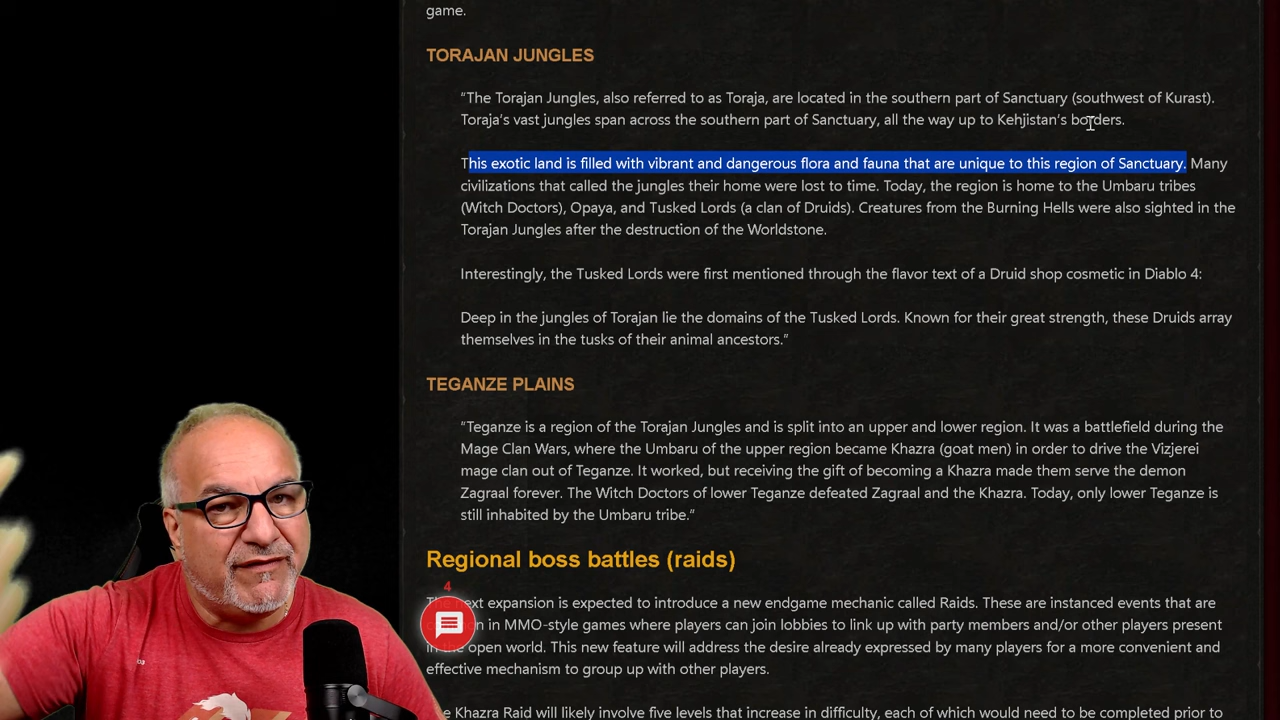 game.
TORAJAN JUNGLES
"The Torajan Jungles, also referred to as Toraja, are located in the southern part of Sanctuary (southwest of Kurast).
Toraja's vast jungles span across the southern part of Sanctuary, all the way up to Kehjistan's borders.
This exotic land is filled with vibrant and dangerous flora and fauna that are unique to this region of Sanctuary. Many
civilizations that called the jungles their home were lost to time. Today, the region is home to the Umbaru tribes
(Witch Doctors), Opaya, and Tusked Lords (a clan of Druids). Creatures from the Burning Hells were also sighted in the
Torajan Jungles after the destruction of the Worldstone.
Interestingly, the Tusked Lords were first mentioned through the flavor text of a Druid shop cosmetic in Diablo 4:
Deep in the jungles of Torajan lie the domains of the Tusked Lords. Known for their great strength, these Druids array
themselves in the tusks of their animal ancestors."
TEGANZE PLAINS
"Teganze is a region of the Torajan Jungles and is split into an upper and lower region. It was a battlefield during the
Mage Clan Wars, where the Umbaru of the upper region became Khazra (goat men) in order to drive the Vizjerei
mage clan out of Teganze. It worked, but receiving the gift of becoming a Khazra made them serve the demon
Zagraal forever. The Witch Doctors of lower Teganze defeated Zagraal and the Khazra. Today, only lower Teganze is
still inhabited by the Umbaru tribe."
Regional boss battles (raids)
4
next expansion is expected to introduce a new endgame mechanic called Raids. These are instanced events that are
in MMO-style games where players can join lobbies to link up with party members and/or other players present
in the open world. This new feature will address the desire already expressed by many players for a more convenient and
effective mechanism to group up with other players.
Khazra Raid will likely involve five levels that increase in difficulty, each of which would need to be completed prior to